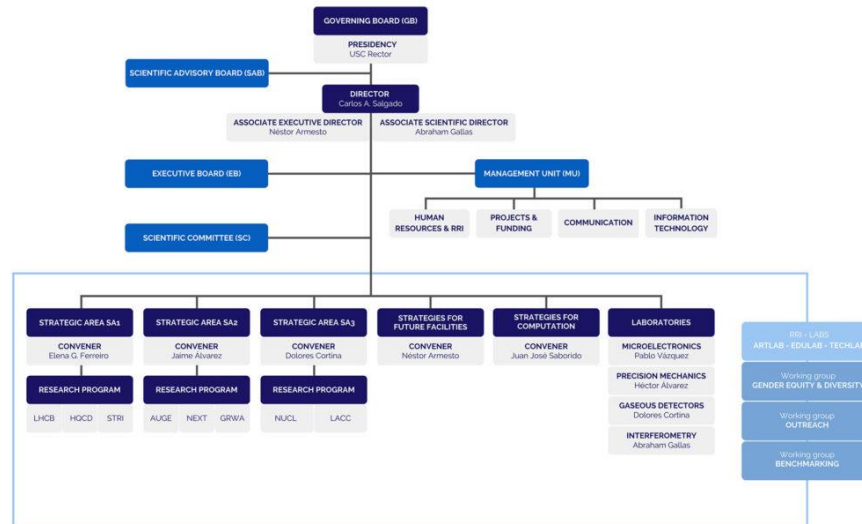 GOVERNING BOARD (GB)
PRESIDENCY
USC Rector
SCIENTIFIC ADVISORY BOARD (SAB)
DIRECTOR
Carlos A. Salgado
ASSOCIATE EXECUTIVE DIRECTOR
Néstor Armesto
ASSOCIATE SCIENTIFIC DIRECTOR
Abraham Gallas
EXECUTIVE BOARD (EB)
MANAGEMENT UNIT (MU)
HUMAN
RESOURCES & RRI
PROJECTS &
FUNDING
COMMUNICATION
INFORMATION
TECHNOLOGY
SCIENTIFIC COMMITTEE (SC)
STRATEGIC AREA SA1
CONVENER
Elena G. Ferreiro
RESEARCH PROGRAM
LHCB HQCD STRI
STRATEGIC AREA SA2
CONVENER
Jaime Álvarez
RESEARCH PROGRAM
AUGE NEXT GRWA
STRATEGIC AREA SA3
CONVENER
Dolores Cortina
RESEARCH PROGRAM
NUCL LACC
STRATEGIES FOR
FUTURE FACILITIES
CONVENER
Néstor Armesto
STRATEGIES FOR
COMPUTATION
CONVENER
Juan José Saborido
LABORATORIES
MICROELECTRONICS
Pablo Vázquez
PRECISION MECHANICS
Héctor Álvarez
GASEOUS DETECTORS
Dolores Cortina
INTERFEROMETRY
Abraham Gallas
RRI - LABS
ARTLAB - EDULAB - TECHLAB
Working group
GENDER EQUITY & DIVERSITY
Working group
OUTREACH
Working group
BENCHMARKING